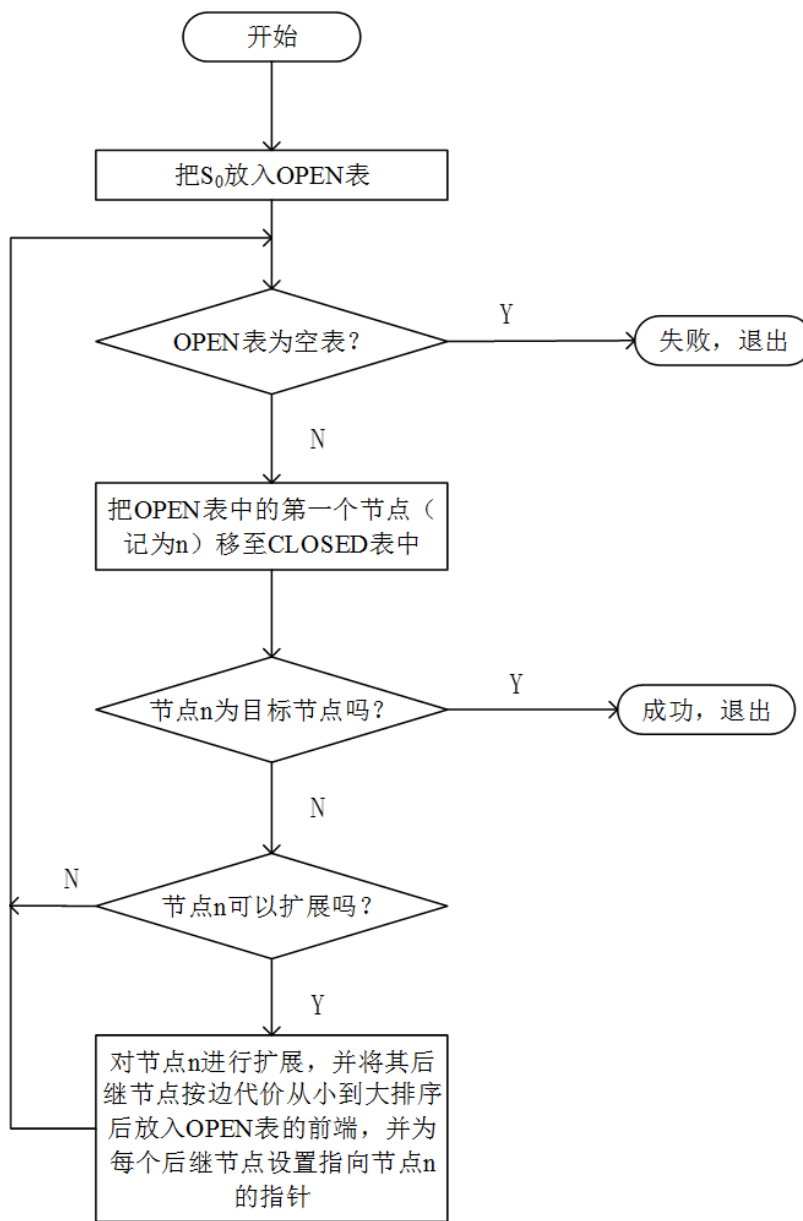 开始
把S₀放入OPEN表
OPEN表为空表?
Y
失败，退出
N
把OPEN表中的第一个节点（
记为n）移至CLOSED表中
节点n为目标节点吗?
Y
成功，退出
N
节点n可以扩展吗?
N
Y
对节点n进行扩展，并将其后
继节点按边代价从小到大排序
后放入OPEN表的前端，并为
每个后继节点设置指向节点n
的指针